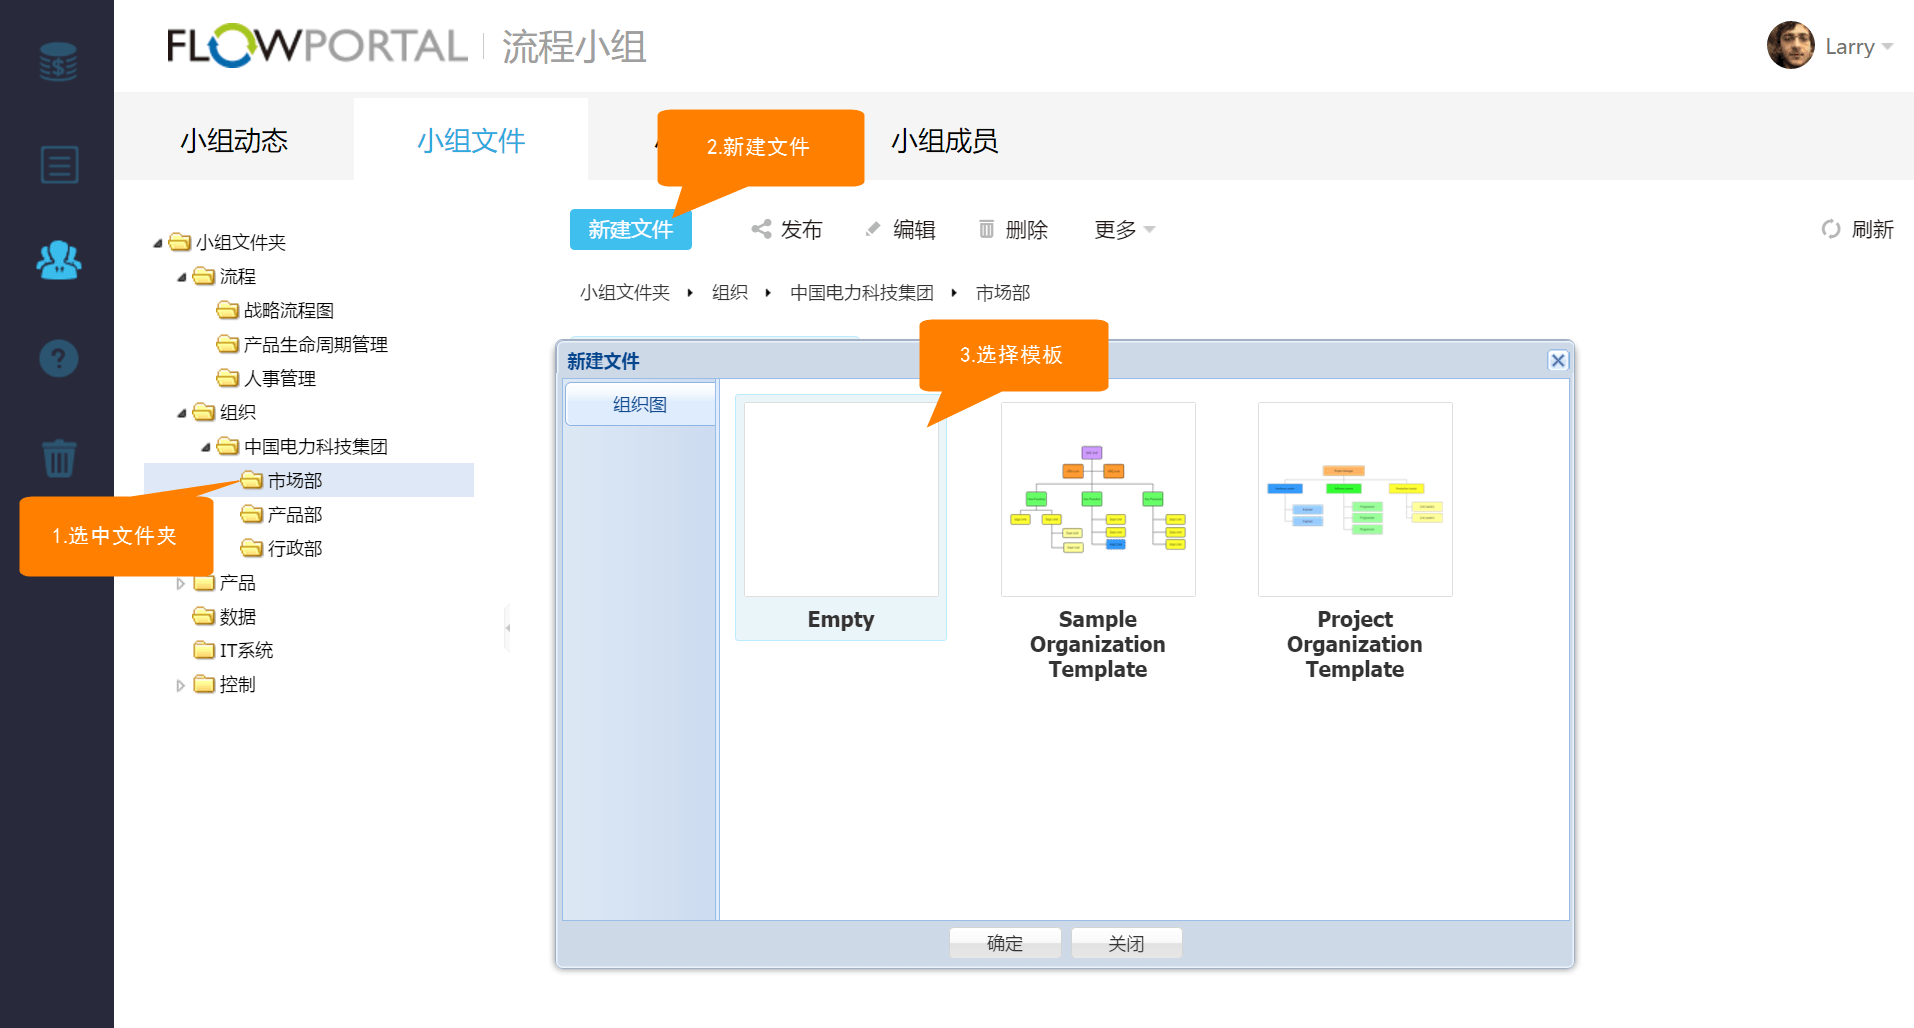 FLOWPORTAL 流程小组
Larry
小组动态
小组文件
小组成员
2.新建文件
新建文件
发布
编辑
删除
更多
刷新
小组文件夹
流程
战略流程图
产品生命周期管理
人事管理
组织
中国电力科技集团
市场部
产品部
行政部
产品
数据
IT系统
控制
1.选中文件夹
小组文件夹 组织 中国电力科技集团 市场部
新建文件
3.选择模板
组织图
Empty
Sample
Organization
Template
Project
Organization
Template
确定
关闭